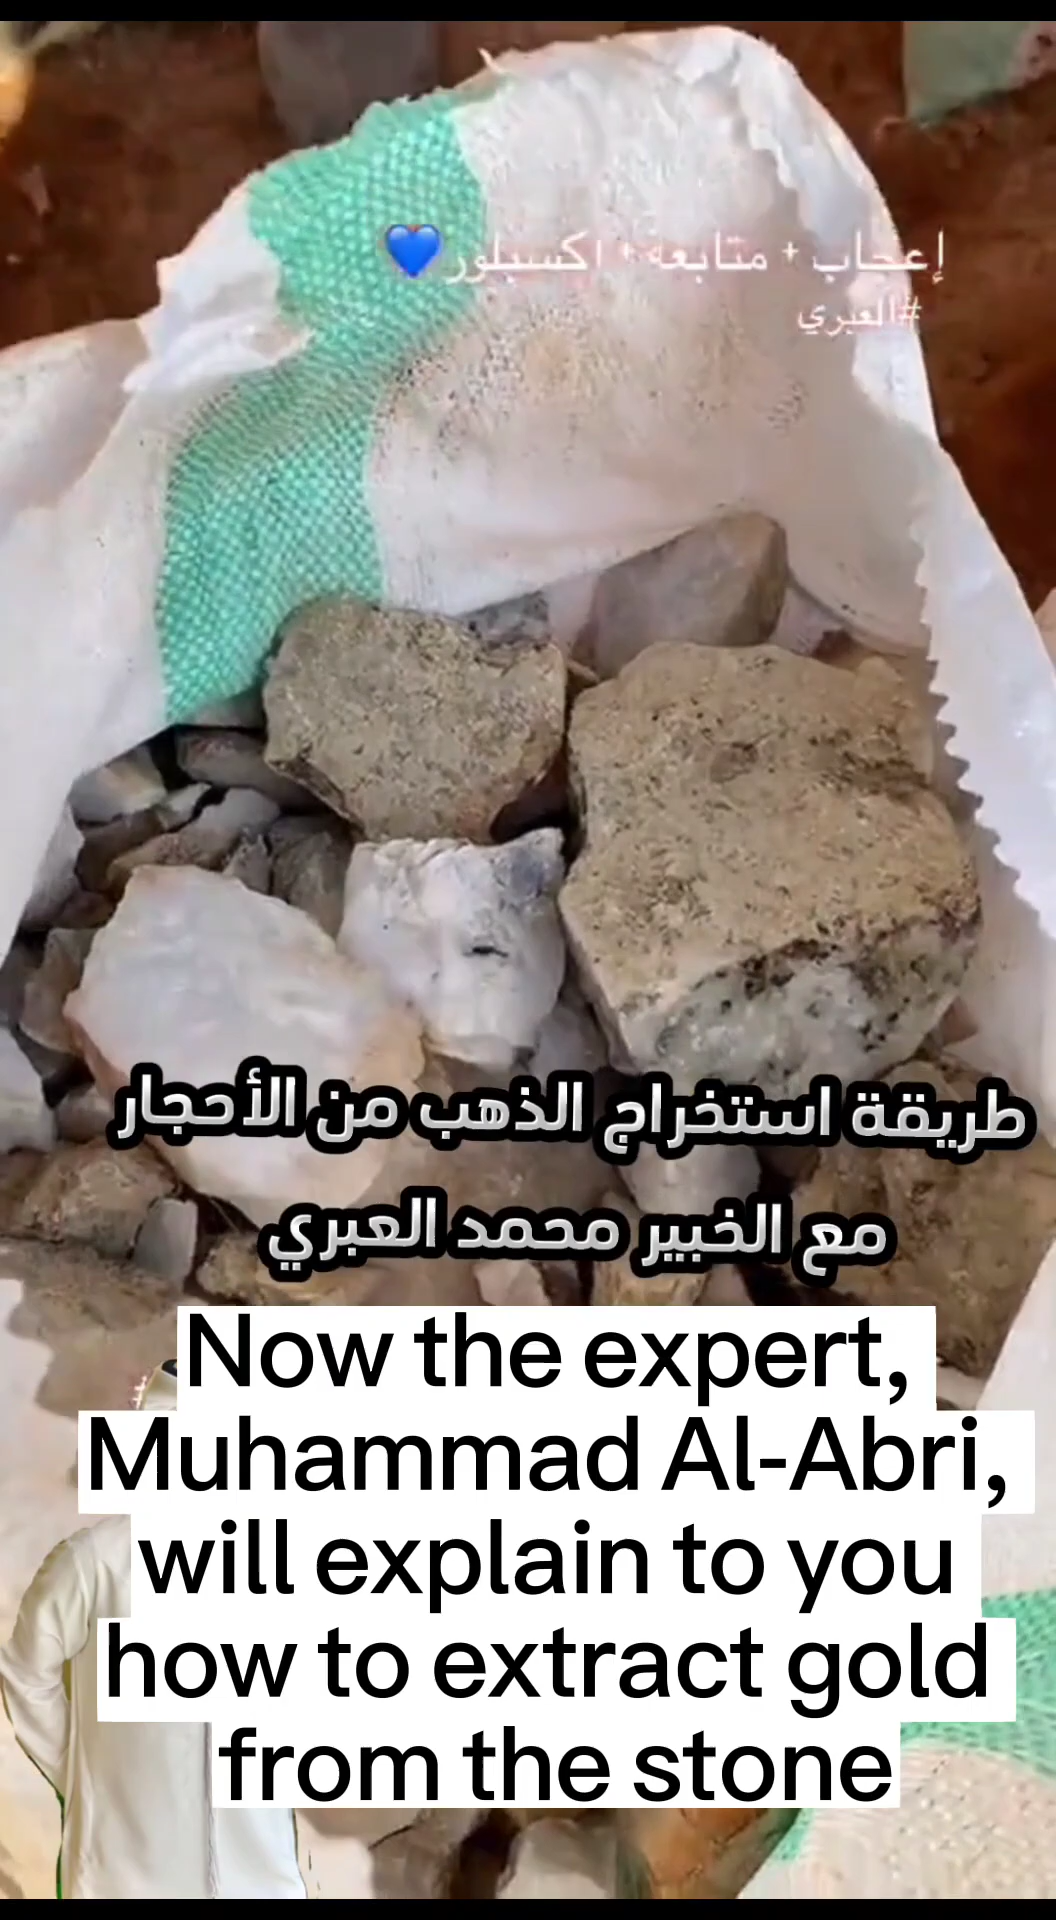 إعجاب + متابعه + اكسبلور 💙
#العبري
طريقة استخراج الذهب من الأحجار
مع الخبير محمد العبري
Now the expert,
Muhammad Al-Abri,
will explain to you
how to extract gold
from the stone